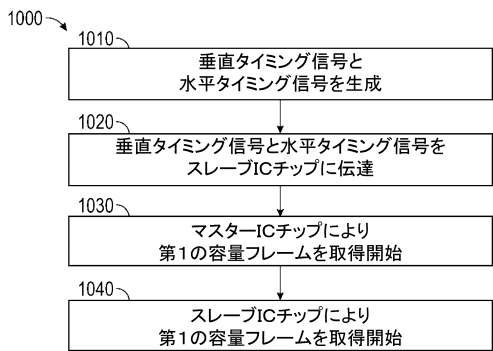 1000
1010
垂直タイミング信号と
水平タイミング信号を生成
1020
垂直タイミング信号と水平タイミング信号を
スレーブICチップに伝達
1030
マスターICチップにより
第1の容量フレームを取得開始
1040
スレーブICチップにより
第1の容量フレームを取得開始